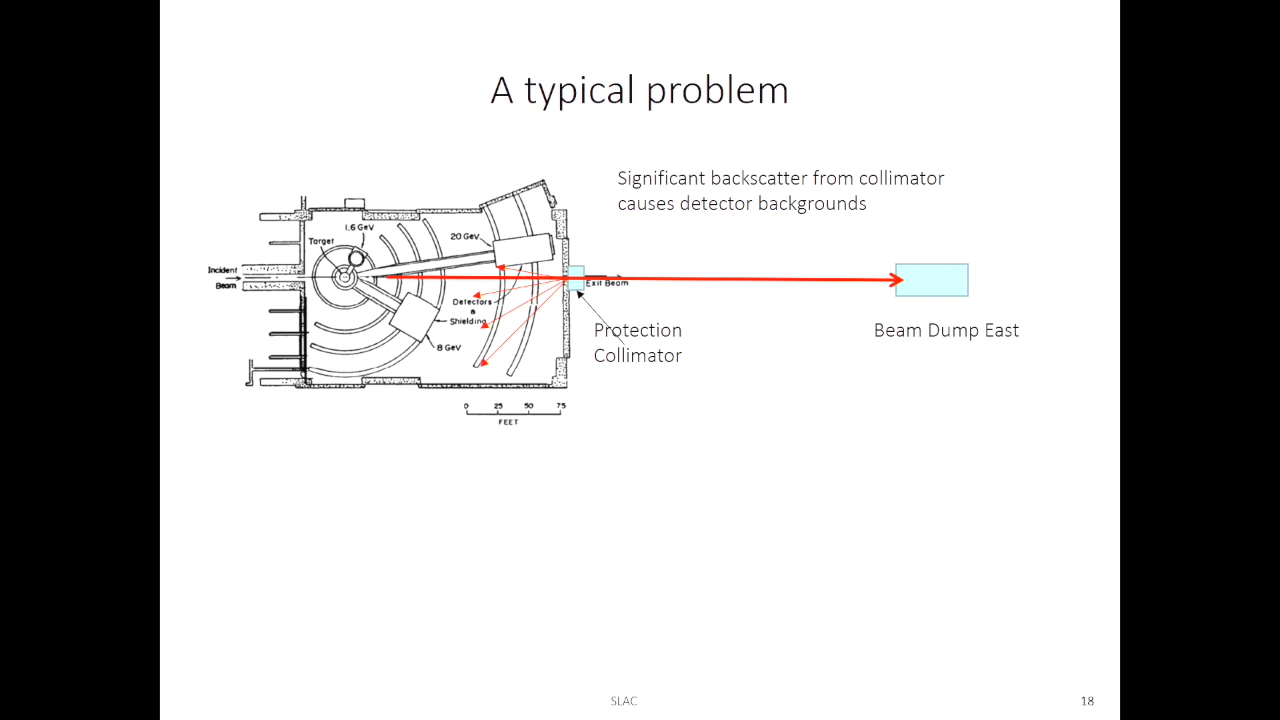 A typical problem
Significant backscatter from collimator
causes detector backgrounds
1.6 GeV
20 GeV
Target
Incident
Beam
Exit Beam
Detectors
&
Shielding
8 GeV
Protection
Collimator
Beam Dump East
0 25 50 75
FEET
SLAC
18